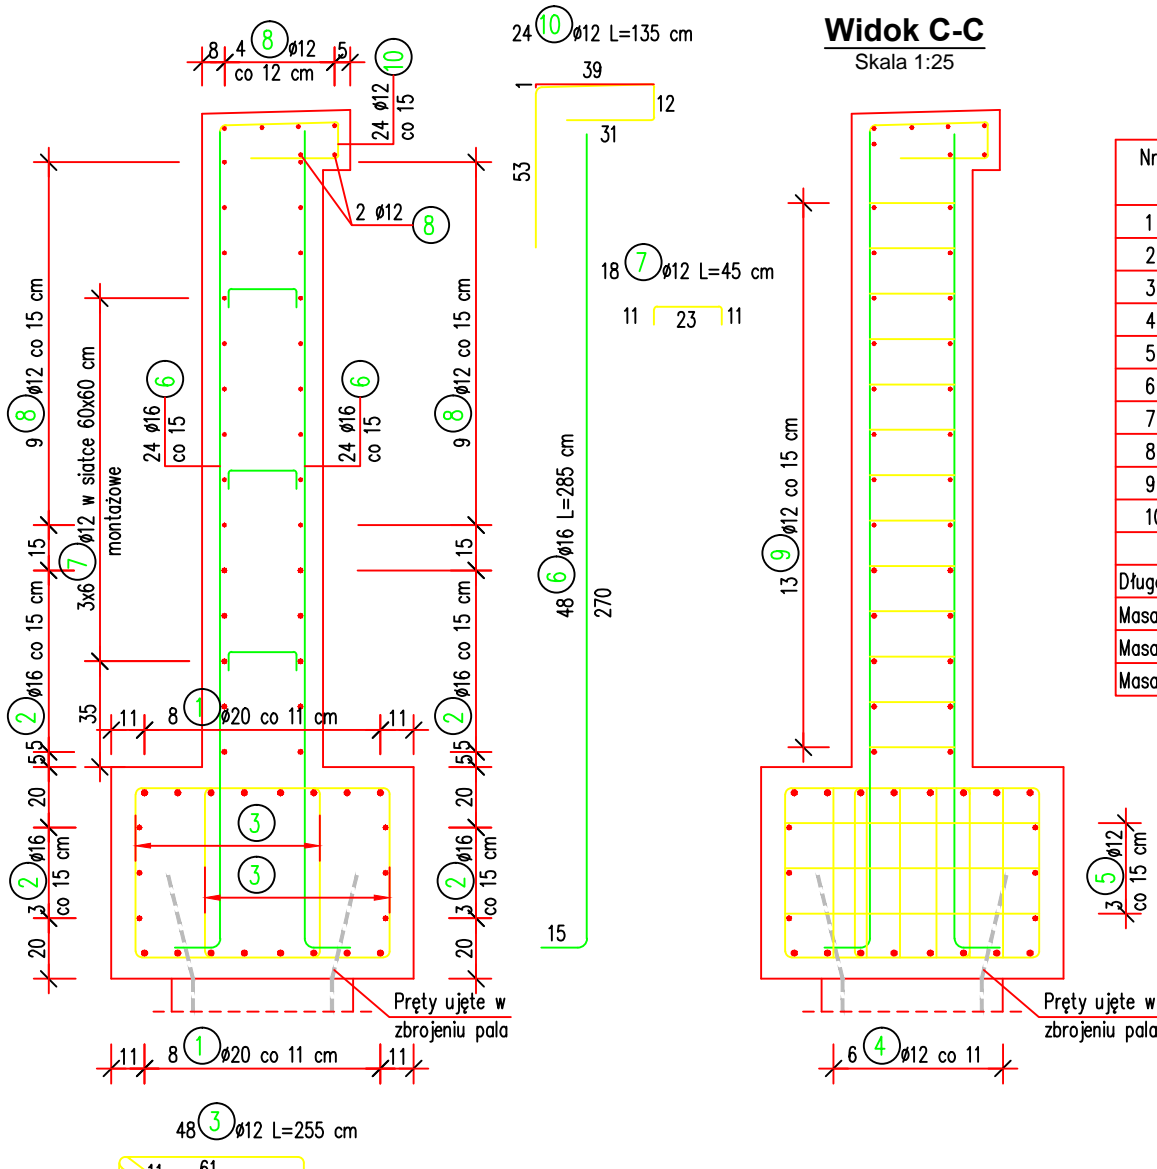 8 4 8 ø12 5
co 12 cm
10
24 ø12
co 15
24 10 ø12 L=135 cm
39
1
12
31
53
Widok C-C
Skala 1:25
2 ø12 8
18 7 ø12 L=45 cm
11 23 11
9 8 ø12 co 15 cm
3x6 7 ø12 w siatce 60x60 cm
montażowe
6
24 ø16
co 15
6
24 ø16
co 15
9 8 ø12 co 15 cm
15
15
48 6 ø16 L=285 cm
270
15
13 9 ø12 co 15 cm
2 ø16 co 15 cm
2 ø16 co 15 cm
35
11 8 1 ø20 co 11 cm 11
5 5
5 5
20
20
3
3
3 2 ø16
co 15 cm
3 2 ø16
co 15 cm
20
20
3 5 ø12
co 15 cm
Pręty ujęte w
zbrojeniu pala
Pręty ujęte w
zbrojeniu pala
11 8 1 ø20 co 11 cm 11
6 4 ø12 co 11
48 3 ø12 L=255 cm
11 61
Nr
1
2
3
4
5
6
7
8
9
10
Długo
Masa
Masa
Masa